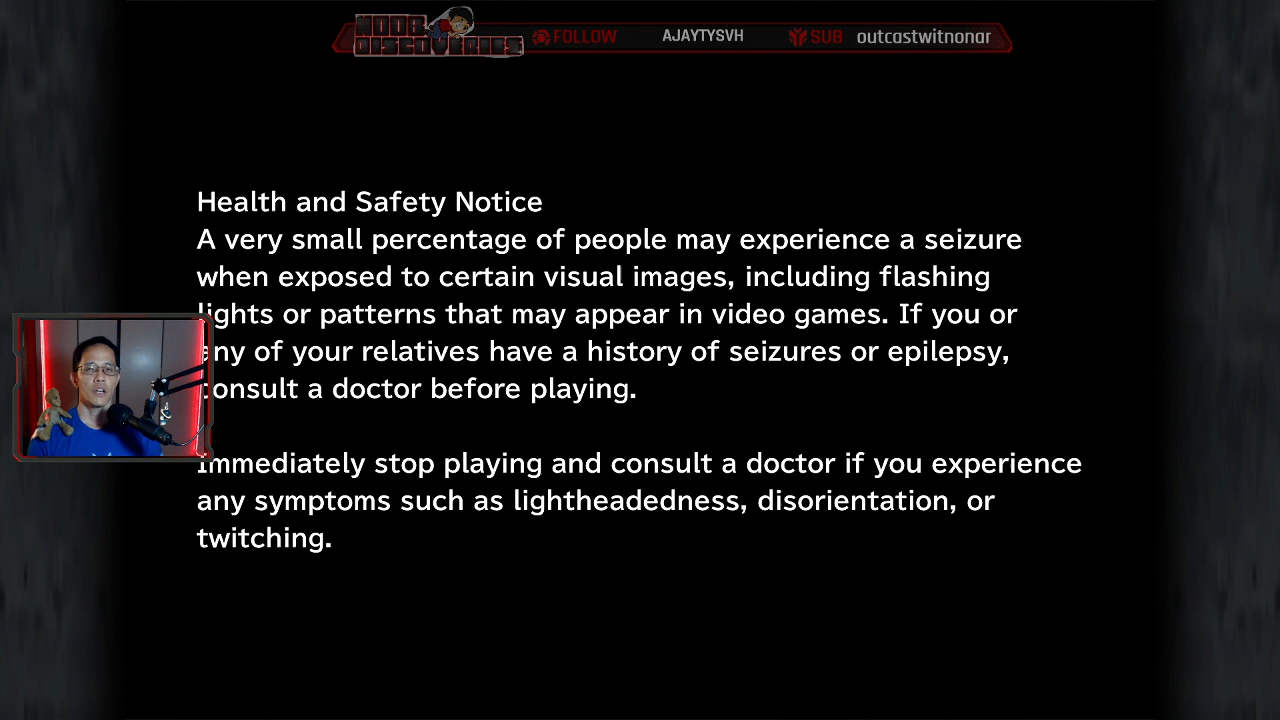 NOOB
DISCOVERIES
FOLLOW AJAYTYSVH SUB outcastwitnonar
Health and Safety Notice
A very small percentage of people may experience a seizure
when exposed to certain visual images, including flashing
lights or patterns that may appear in video games. If you or
any of your relatives have a history of seizures or epilepsy,
consult a doctor before playing.
Immediately stop playing and consult a doctor if you experience
any symptoms such as lightheadedness, disorientation, or
twitching.